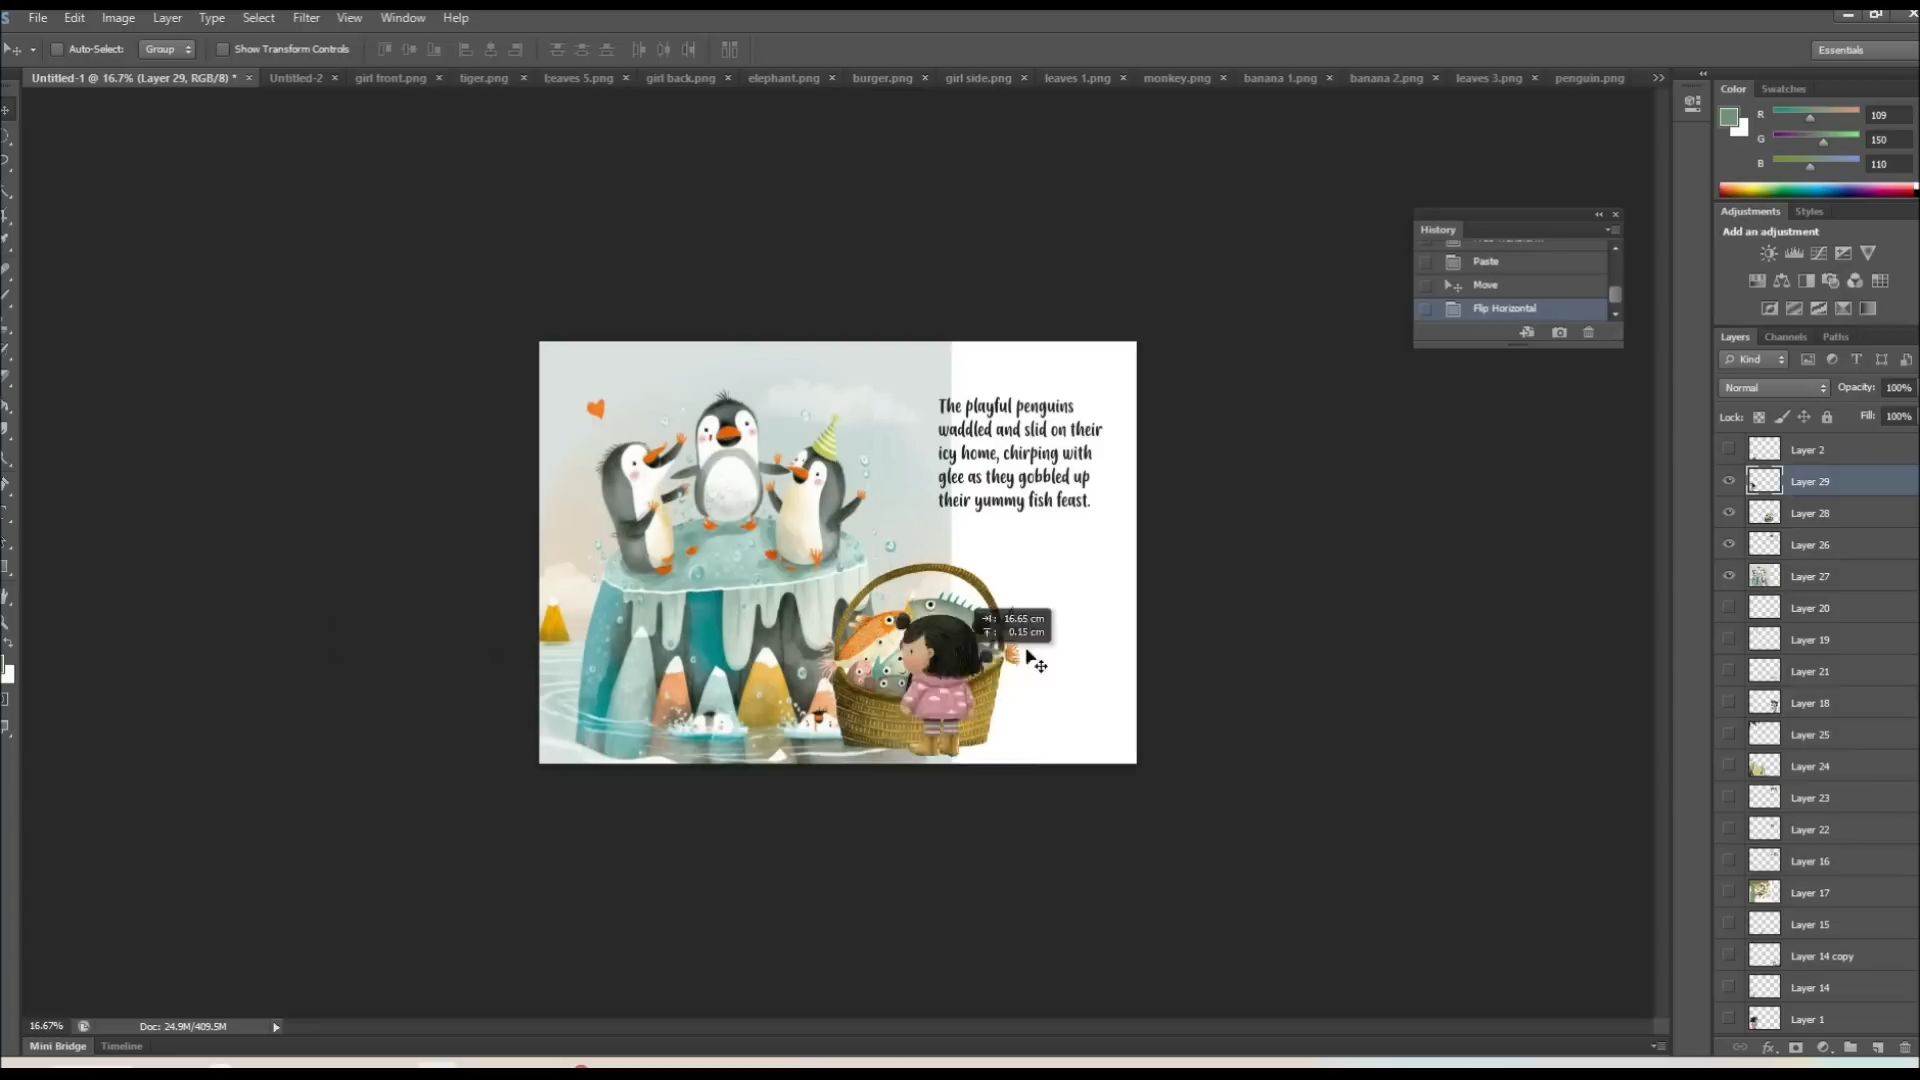 File Edit Image Layer Type Select Filter View Window Help
Auto-Select: Group Show Transform Controls Essentials
Untitled-1 @ 16.7% (Layer 29, RGB/8) * × Untitled-2 × girl front.png × tiger.png × leaves 5.png × girl back.png × elephant.png × burger.png × girl side.png × leaves 1.png × monkey.png × banana 1.png × banana 2.png × leaves 3.png × penguin.png
Color Swatches
R 109
G 150
B 110
Adjustments Styles
Add an adjustment
History
Paste
Move
Flip Horizontal
The playful penguins
waddled and slid on their
icy home, chirping with
glee as they gobbled up
their yummy fish feast.
16.65 cm
0.15 cm
Layers Channels Paths
Kind
Normal Opacity: 100%
Lock: Fill: 100%
Layer 2
Layer 29
Layer 28
Layer 26
Layer 27
Layer 20
Layer 19
Layer 21
Layer 18
Layer 25
Layer 24
Layer 23
Layer 22
Layer 16
Layer 17
Layer 15
Layer 14 copy
Layer 14
Layer 1
16.67% Doc: 24.9M/409.5M
Mini Bridge Timeline